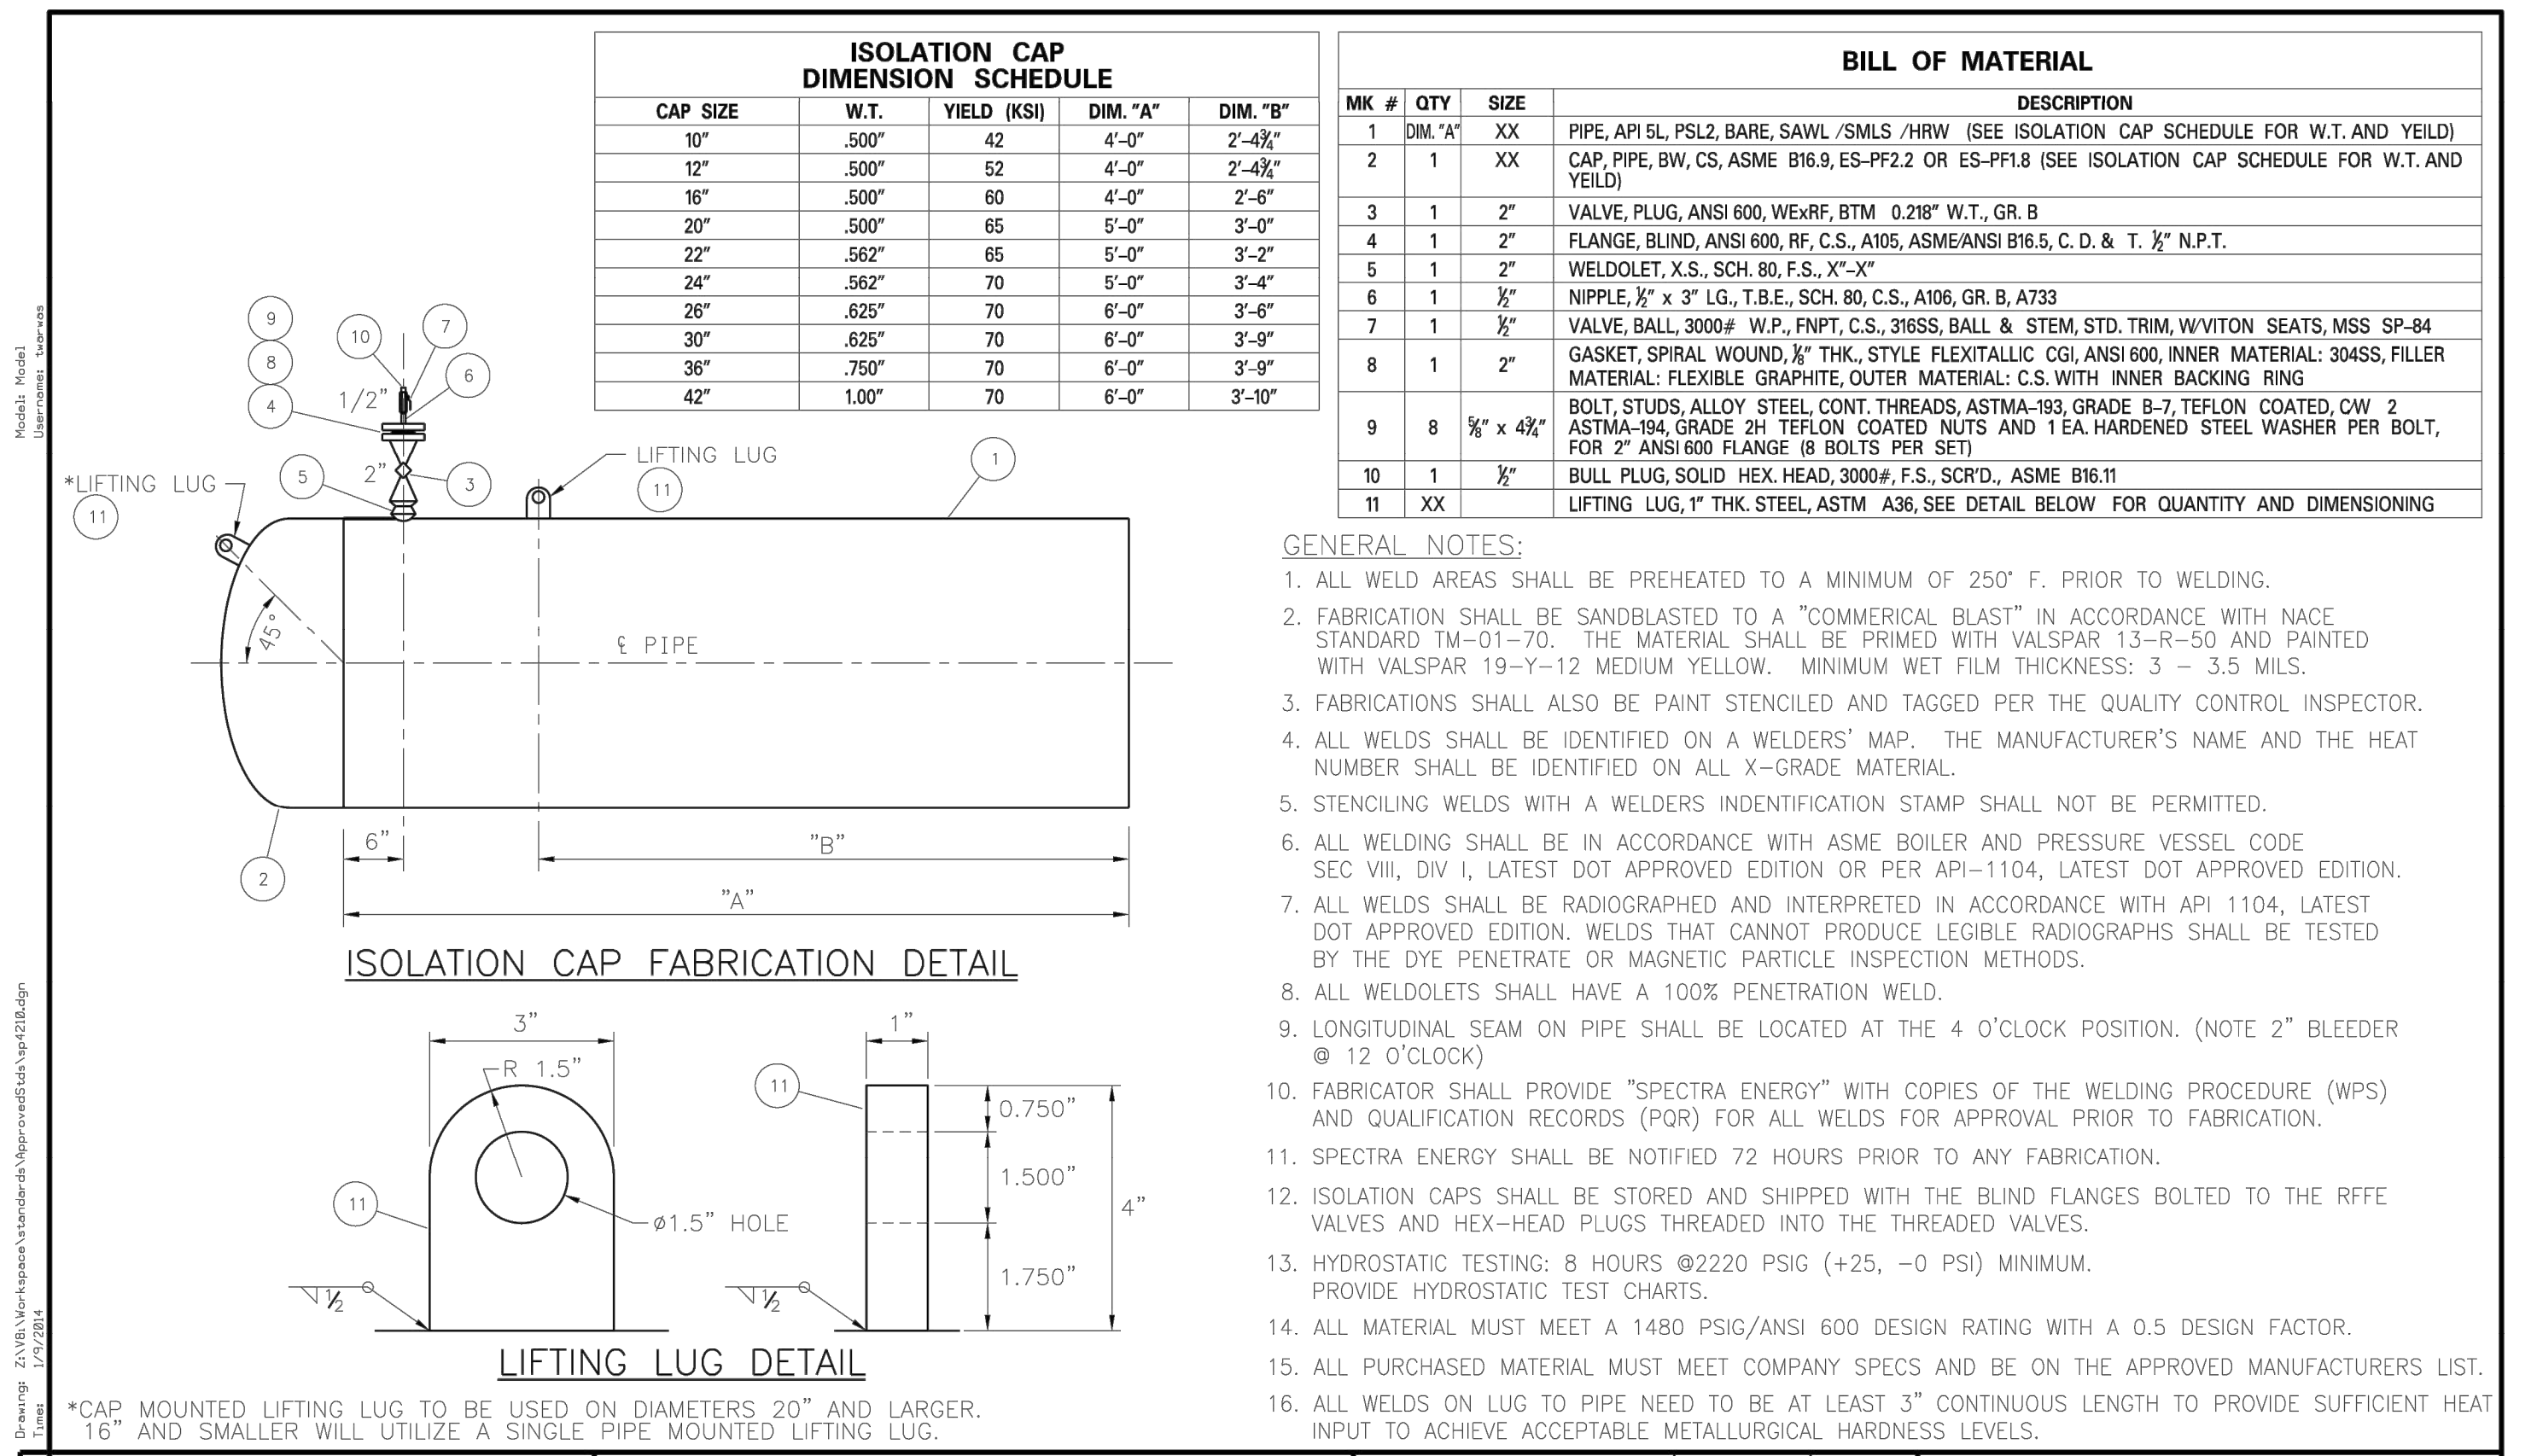 ISOLATION CAP
DIMENSION SCHEDULE
CAP SIZE W.T. YIELD (KSI) DIM. "A" DIM. "B"
10" .500" 42 4'-0" 2'-4¾"
12" .500" 52 4'-0" 2'-4¾"
16" .500" 60 4'-0" 2'-6"
20" .500" 65 5'-0" 3'-0"
22" .562" 65 5'-0" 3'-2"
24" .562" 70 5'-0" 3'-4"
26" .625" 70 6'-0" 3'-6"
30" .625" 70 6'-0" 3'-9"
36" .750" 70 6'-0" 3'-9"
42" 1.00" 70 6'-0" 3'-10"
BILL OF MATERIAL
MK # QTY SIZE DESCRIPTION
1 DIM. "A" XX PIPE, API 5L, PSL2, BARE, SAWL /SMLS /HRW (SEE ISOLATION CAP SCHEDULE FOR W.T. AND YEILD)
2 1 XX CAP, PIPE, BW, CS, ASME B16.9, ES-PF2.2 OR ES-PF1.8 (SEE ISOLATION CAP SCHEDULE FOR W.T. AND
YEILD)
3 1 2" VALVE, PLUG, ANSI 600, WExRF, BTM 0.218" W.T., GR. B
4 1 2" FLANGE, BLIND, ANSI 600, RF, C.S., A105, ASME/ANSI B16.5, C. D. & T. ½" N.P.T.
5 1 2" WELDOLET, X.S., SCH. 80, F.S., X"-X"
6 1 ½" NIPPLE, ½" x 3" LG., T.B.E., SCH. 80, C.S., A106, GR. B, A733
7 1 ½" VALVE, BALL, 3000# W.P., FNPT, C.S., 316SS, BALL & STEM, STD. TRIM, W/VITON SEATS, MSS SP-84
8 1 2" GASKET, SPIRAL WOUND, ⅛" THK., STYLE FLEXITALLIC CGI, ANSI 600, INNER MATERIAL: 304SS, FILLER
MATERIAL: FLEXIBLE GRAPHITE, OUTER MATERIAL: C.S. WITH INNER BACKING RING
9 8 ⅝" x 4¾" BOLT, STUDS, ALLOY STEEL, CONT. THREADS, ASTMA-193, GRADE B-7, TEFLON COATED, C/W 2
ASTMA-194, GRADE 2H TEFLON COATED NUTS AND 1 EA. HARDENED STEEL WASHER PER BOLT,
FOR 2" ANSI 600 FLANGE (8 BOLTS PER SET)
10 1 ½" BULL PLUG, SOLID HEX. HEAD, 3000#, F.S., SCR'D., ASME B16.11
11 XX LIFTING LUG, 1" THK. STEEL, ASTM A36, SEE DETAIL BELOW FOR QUANTITY AND DIMENSIONING
9
10
7
8
6
4
1/2"
*LIFTING LUG
11
5
2"
3
LIFTING LUG
11
1
45°
℄ PIPE
6"
"B"
2
"A"
ISOLATION CAP FABRICATION DETAIL
3"
R 1.5"
11
Ø1.5" HOLE
½
1"
11
0.750"
1.500"
4"
1.750"
½
LIFTING LUG DETAIL
*CAP MOUNTED LIFTING LUG TO BE USED ON DIAMETERS 20" AND LARGER.
16" AND SMALLER WILL UTILIZE A SINGLE PIPE MOUNTED LIFTING LUG.
GENERAL NOTES:
1. ALL WELD AREAS SHALL BE PREHEATED TO A MINIMUM OF 250° F. PRIOR TO WELDING.
2. FABRICATION SHALL BE SANDBLASTED TO A "COMMERICAL BLAST" IN ACCORDANCE WITH NACE
STANDARD TM-01-70. THE MATERIAL SHALL BE PRIMED WITH VALSPAR 13-R-50 AND PAINTED
WITH VALSPAR 19-Y-12 MEDIUM YELLOW. MINIMUM WET FILM THICKNESS: 3 - 3.5 MILS.
3. FABRICATIONS SHALL ALSO BE PAINT STENCILED AND TAGGED PER THE QUALITY CONTROL INSPECTOR.
4. ALL WELDS SHALL BE IDENTIFIED ON A WELDERS' MAP. THE MANUFACTURER'S NAME AND THE HEAT
NUMBER SHALL BE IDENTIFIED ON ALL X-GRADE MATERIAL.
5. STENCILING WELDS WITH A WELDERS INDENTIFICATION STAMP SHALL NOT BE PERMITTED.
6. ALL WELDING SHALL BE IN ACCORDANCE WITH ASME BOILER AND PRESSURE VESSEL CODE
SEC VIII, DIV I, LATEST DOT APPROVED EDITION OR PER API-1104, LATEST DOT APPROVED EDITION.
7. ALL WELDS SHALL BE RADIOGRAPHED AND INTERPRETED IN ACCORDANCE WITH API 1104, LATEST
DOT APPROVED EDITION. WELDS THAT CANNOT PRODUCE LEGIBLE RADIOGRAPHS SHALL BE TESTED
BY THE DYE PENETRATE OR MAGNETIC PARTICLE INSPECTION METHODS.
8. ALL WELDOLETS SHALL HAVE A 100% PENETRATION WELD.
9. LONGITUDINAL SEAM ON PIPE SHALL BE LOCATED AT THE 4 O'CLOCK POSITION. (NOTE 2" BLEEDER
@ 12 O'CLOCK)
10. FABRICATOR SHALL PROVIDE "SPECTRA ENERGY" WITH COPIES OF THE WELDING PROCEDURE (WPS)
AND QUALIFICATION RECORDS (PQR) FOR ALL WELDS FOR APPROVAL PRIOR TO FABRICATION.
11. SPECTRA ENERGY SHALL BE NOTIFIED 72 HOURS PRIOR TO ANY FABRICATION.
12. ISOLATION CAPS SHALL BE STORED AND SHIPPED WITH THE BLIND FLANGES BOLTED TO THE RFFE
VALVES AND HEX-HEAD PLUGS THREADED INTO THE THREADED VALVES.
13. HYDROSTATIC TESTING: 8 HOURS @2220 PSIG (+25, -0 PSI) MINIMUM.
PROVIDE HYDROSTATIC TEST CHARTS.
14. ALL MATERIAL MUST MEET A 1480 PSIG/ANSI 600 DESIGN RATING WITH A 0.5 DESIGN FACTOR.
15. ALL PURCHASED MATERIAL MUST MEET COMPANY SPECS AND BE ON THE APPROVED MANUFACTURERS LIST.
16. ALL WELDS ON LUG TO PIPE NEED TO BE AT LEAST 3" CONTINUOUS LENGTH TO PROVIDE SUFFICIENT HEAT
INPUT TO ACHIEVE ACCEPTABLE METALLURGICAL HARDNESS LEVELS.
Model: Model
Username: twarwas
Drawing: Z:\V8i\Workspace\standards\ApprovedStds\sp4210.dgn
Time: 1/9/2014